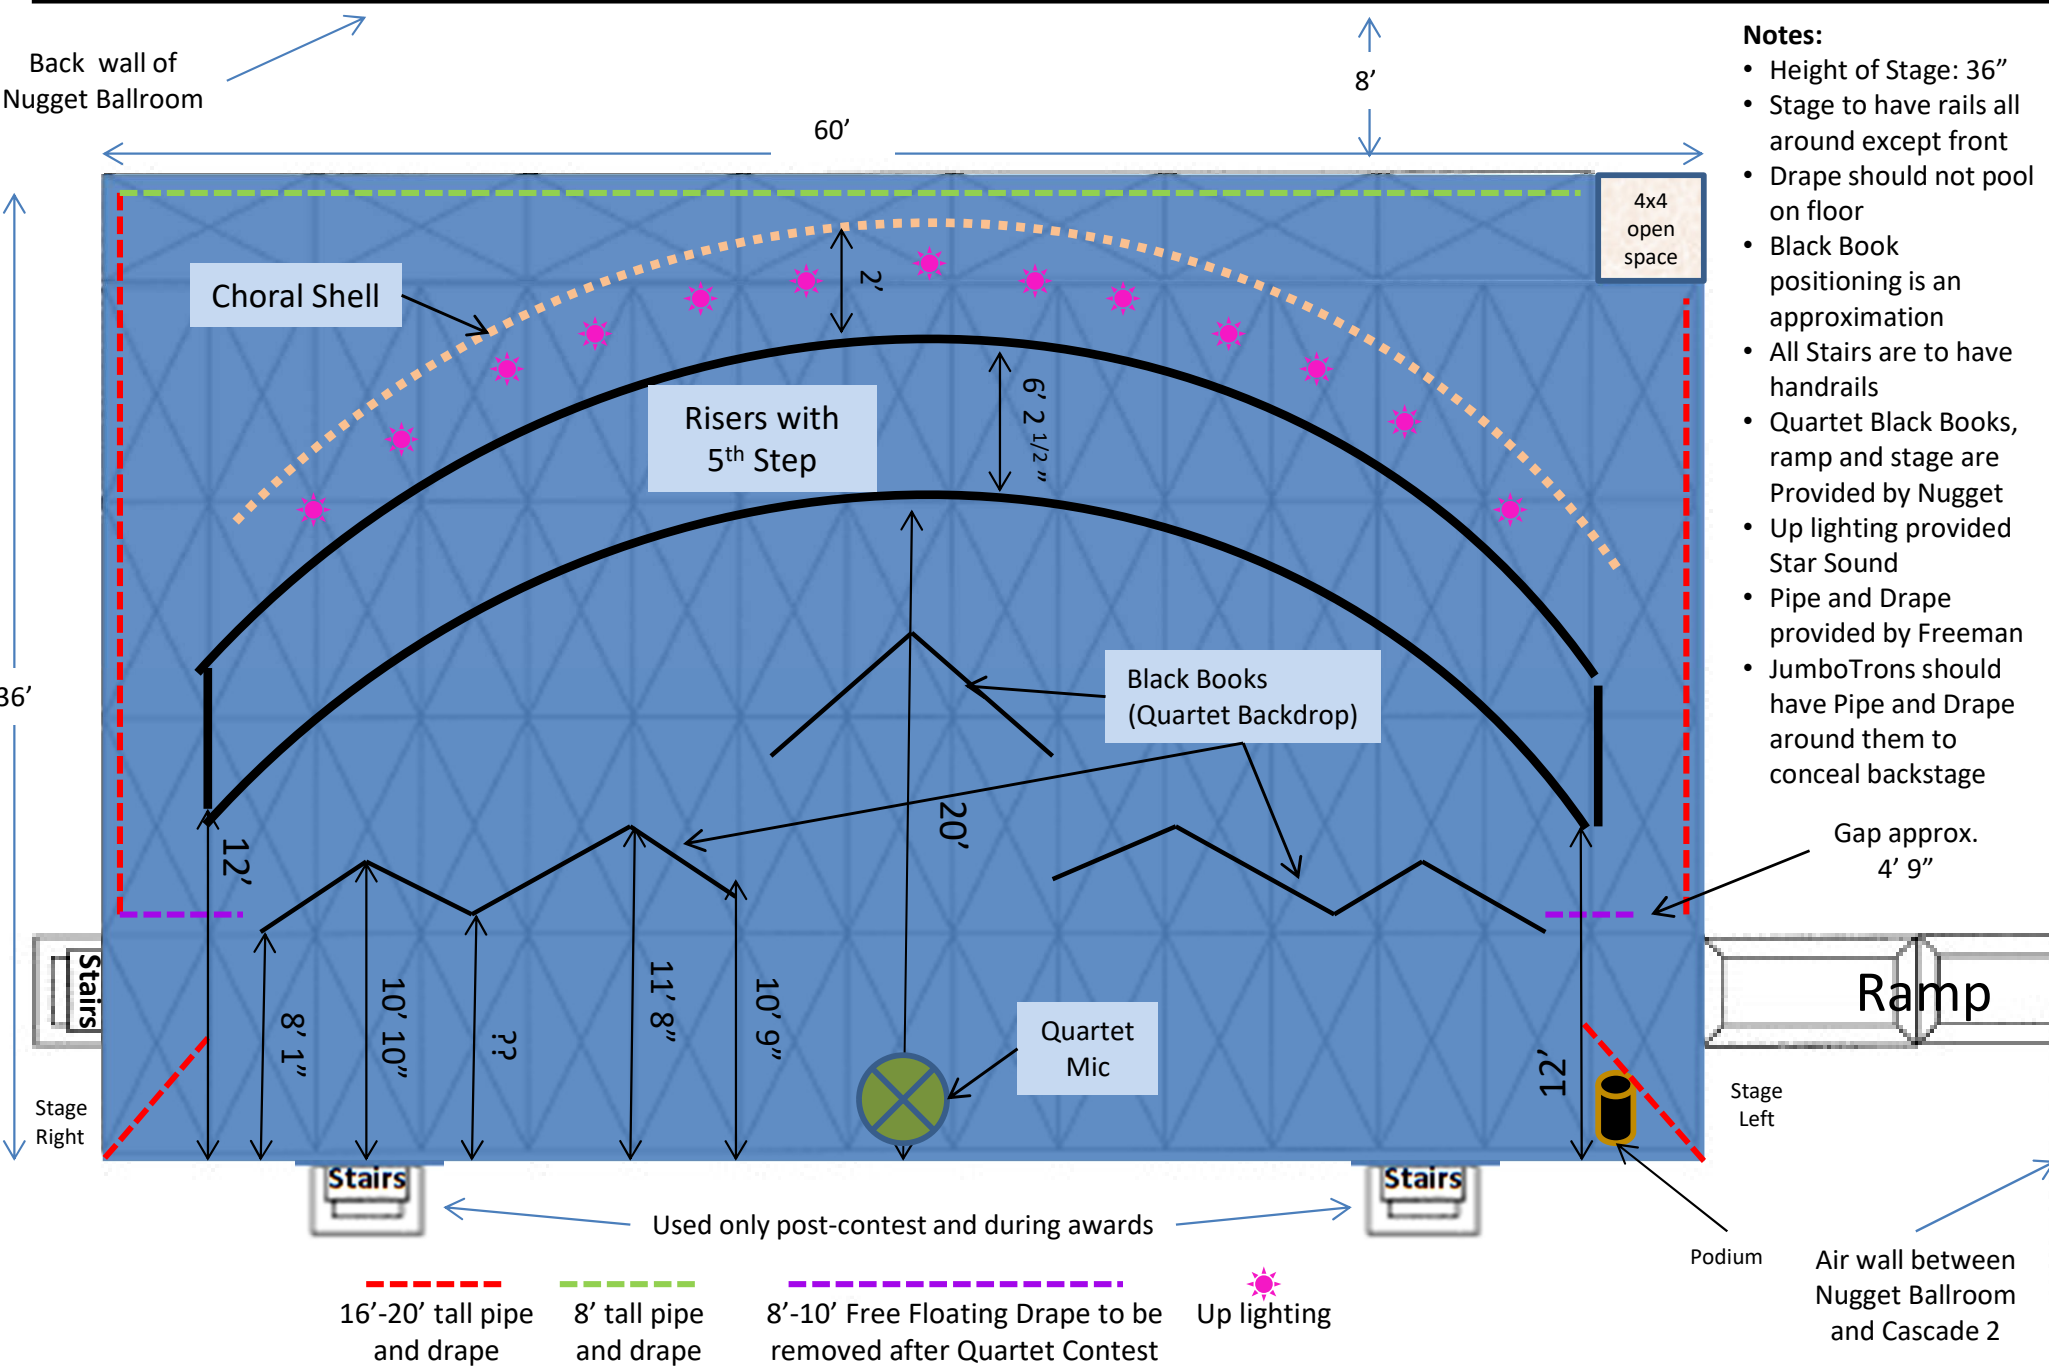 Back wall of
Nugget Ballroom
8’
60’
36’
Notes:
• Height of Stage: 36”
• Stage to have rails all
around except front
• Drape should not pool
on floor
• Black Book
positioning is an
approximation
• All Stairs are to have
handrails
• Quartet Black Books,
ramp and stage are
Provided by Nugget
• Up lighting provided
Star Sound
• Pipe and Drape
provided by Freeman
• JumboTrons should
have Pipe and Drape
around them to
conceal backstage
4x4
open
space
Choral Shell
2’
Risers with
5th Step
6’ 2 1/2 ”
Black Books
(Quartet Backdrop)
20’
12’
Gap approx.
4’ 9”
Stairs
8’ 1”
10’ 10”
??
11’ 8”
10’ 9”
Quartet
Mic
12’
Ramp
Stage
Right
Stage
Left
Stairs
Stairs
Used only post-contest and during awards
Podium
Air wall between
Nugget Ballroom
and Cascade 2
16’-20’ tall pipe
and drape
8’ tall pipe
and drape
8’-10’ Free Floating Drape to be
removed after Quartet Contest
Up lighting